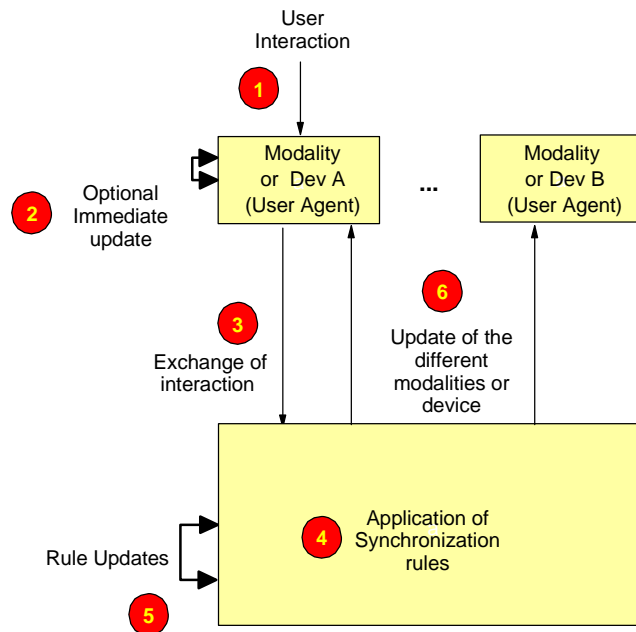 User
Interaction
1
Modality
or Dev A
(User Agent)
...
Modality
or Dev B
(User Agent)
2
Optional
Immediate
update
3
Exchange of
interaction
6
Update of the
different
modalities or
device
4
Application of
Synchronization
rules
Rule Updates
5